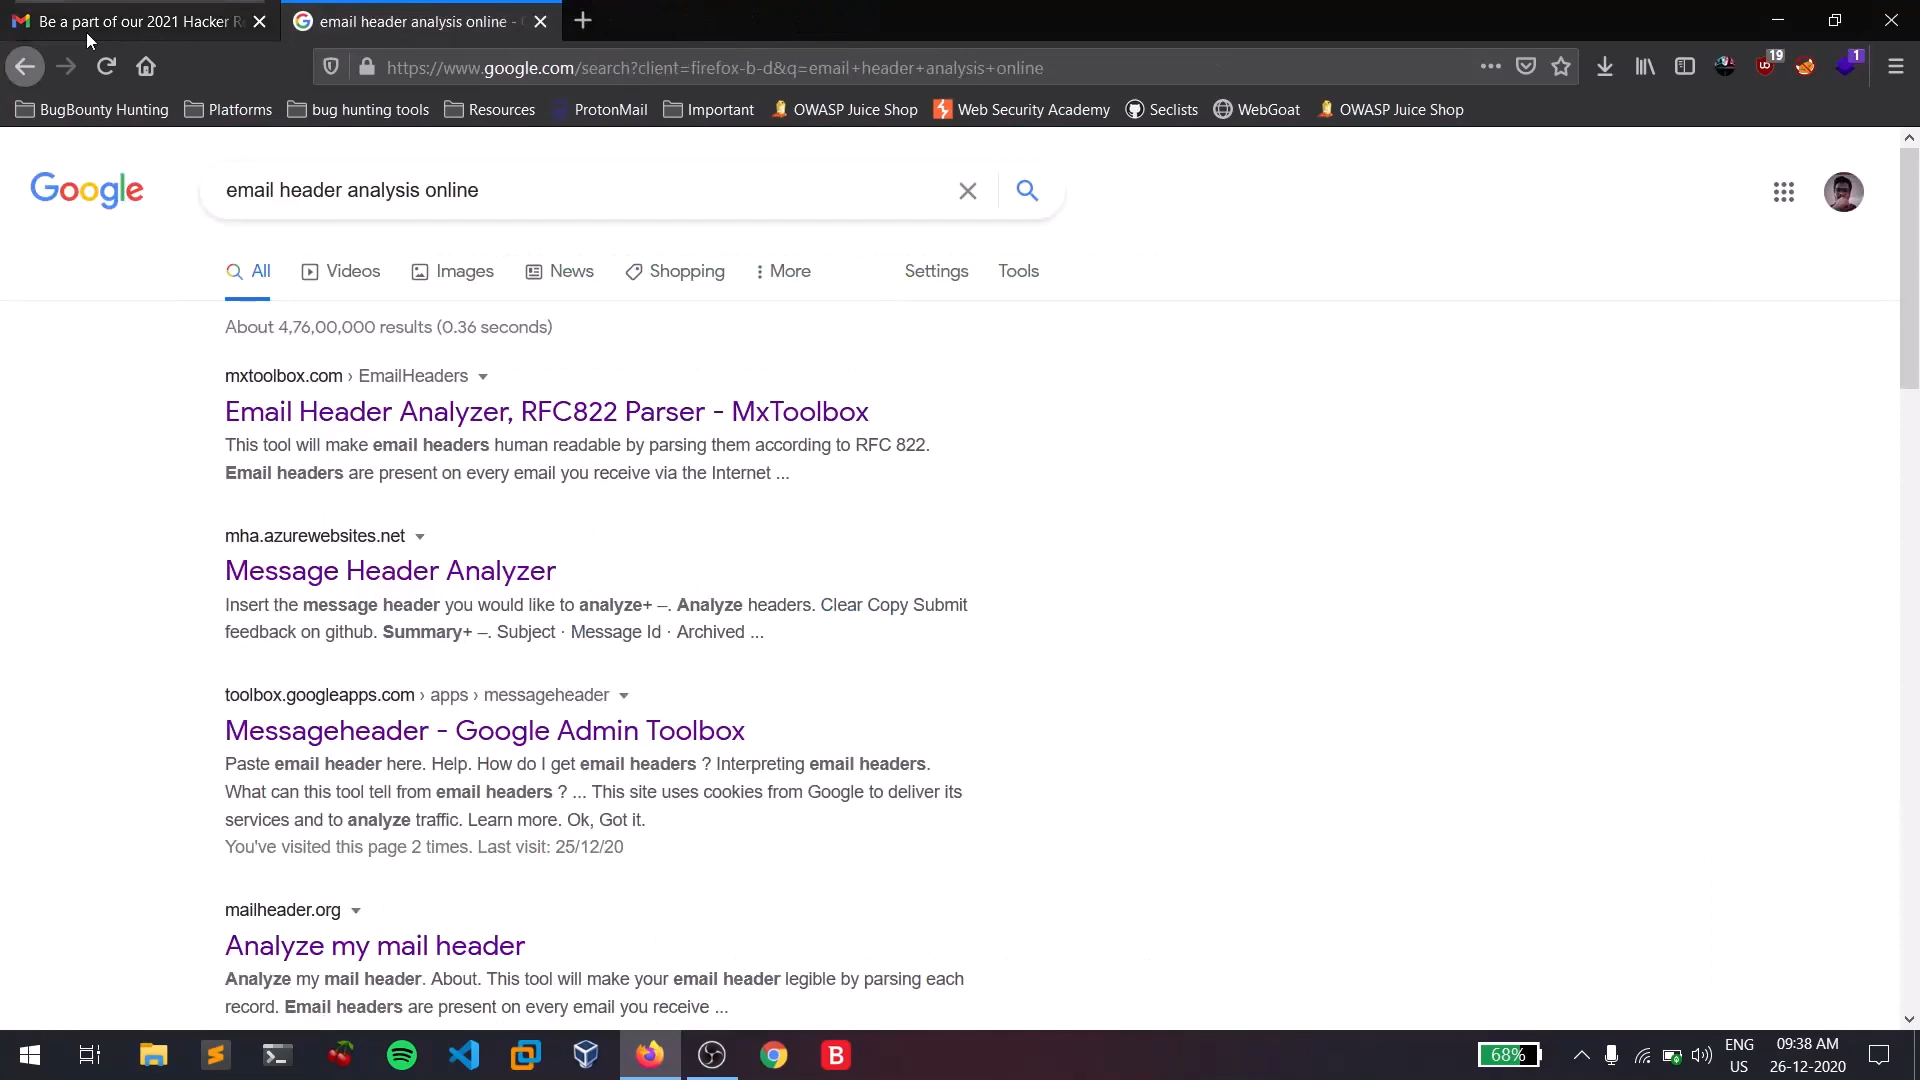 Be a part of our 2021 Hacker R
email header analysis online -
https://www.google.com/search?client=firefox-b-d&q=email+header+analysis+online
19
1
BugBounty Hunting
Platforms
bug hunting tools
Resources
ProtonMail
Important
OWASP Juice Shop
Web Security Academy
Seclists
WebGoat
OWASP Juice Shop
Google
email header analysis online
All
Videos
Images
News
Shopping
More
Settings
Tools
About 4,76,00,000 results (0.36 seconds)
mxtoolbox.com › EmailHeaders
Email Header Analyzer, RFC822 Parser - MxToolbox
This tool will make email headers human readable by parsing them according to RFC 822.
Email headers are present on every email you receive via the Internet ...
mha.azurewebsites.net
Message Header Analyzer
Insert the message header you would like to analyze+ –. Analyze headers. Clear Copy Submit
feedback on github. Summary+ –. Subject · Message Id · Archived ...
toolbox.googleapps.com › apps › messageheader
Messageheader - Google Admin Toolbox
Paste email header here. Help. How do I get email headers ? Interpreting email headers.
What can this tool tell from email headers ? ... This site uses cookies from Google to deliver its
services and to analyze traffic. Learn more. Ok, Got it.
You've visited this page 2 times. Last visit: 25/12/20
mailheader.org
Analyze my mail header
Analyze my mail header. About. This tool will make your email header legible by parsing each
record. Email headers are present on every email you receive ...
B
68%
ENG
US
09:38 AM
26-12-2020